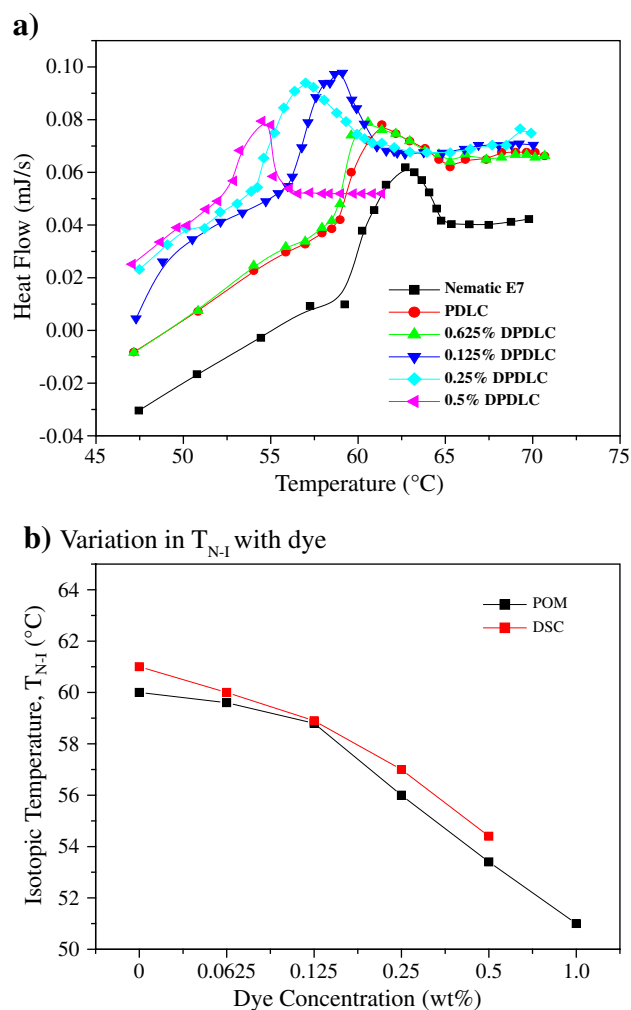 a)
0.10
0.08
0.06
0.04
0.02
0.00
-0.02
-0.04
Heat Flow (mJ/s)
Nematic E7
PDLC
0.625% DPDLC
0.125% DPDLC
0.25% DPDLC
0.5% DPDLC
45 50 55 60 65 70 75
Temperature (°C)
b) Variation in T_N-I with dye
64
62
60
58
56
54
52
50
Isotopic Temperature, T_N-I (°C)
POM
DSC
0 0.0625 0.125 0.25 0.5 1.0
Dye Concentration (wt%)